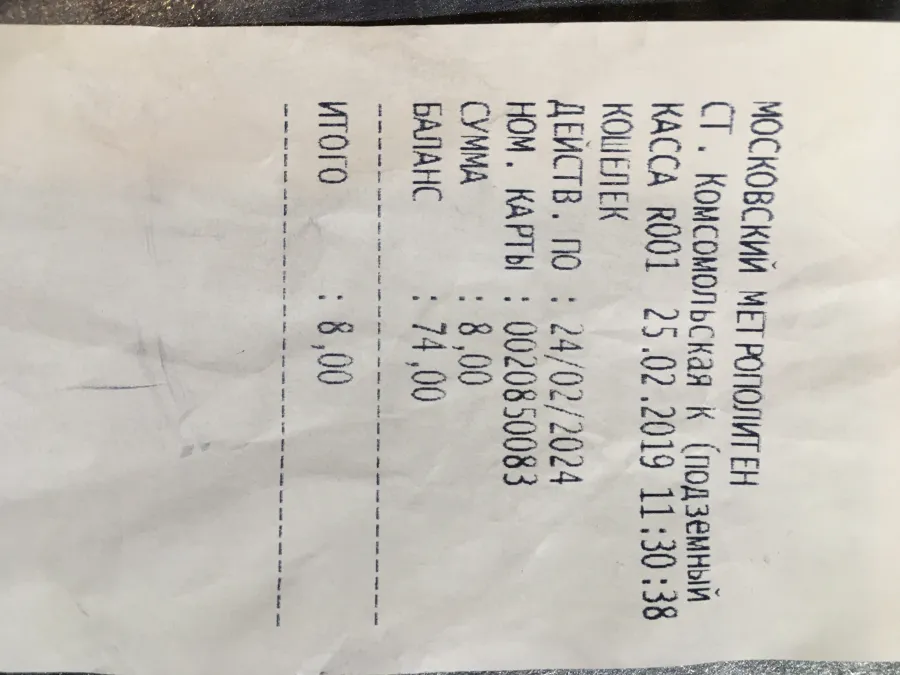 МОСКОВСКИЙ МЕТРОПОЛИТЕН
СТ. Комсомольская К (подземный
КАССА R001 25.02.2019 11:30:38
КОШЕЛЕК
ДЕЙСТВ. ПО : 24/02/2024
НОМ. КАРТЫ : 0020850083
СУММА : 8,00
БАЛАНС : 74,00
--------------------------------
ИТОГО : 8,00
--------------------------------